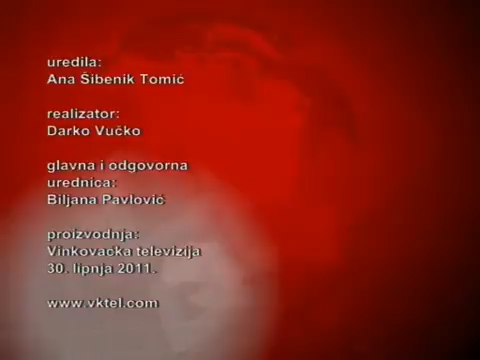 uredila:
Ana Šibenik Tomić
realizator:
Darko Vučko
glavna i odgovorna
urednica:
Biljana Pavlović
proizvodnja:
Vinkovačka televizija
30. lipnja 2011.
www.vktel.com